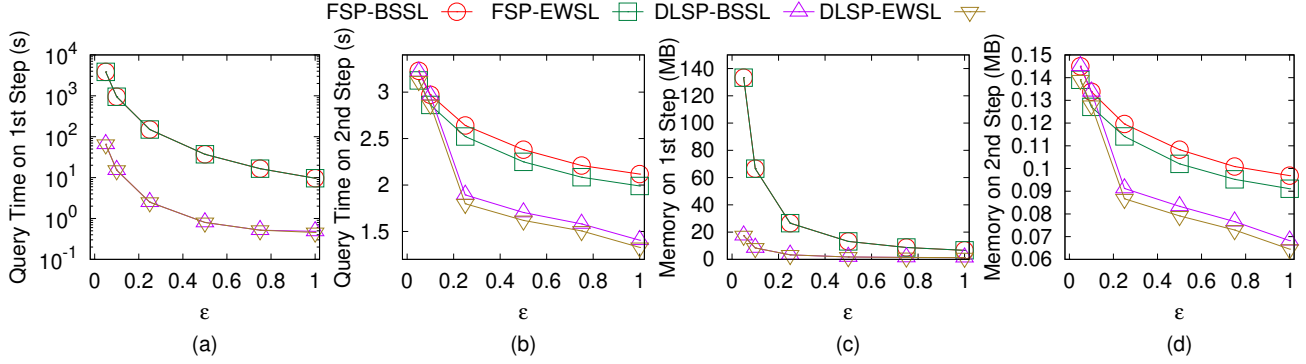 FSP-BSSL FSP-EWSL DLSP-BSSL DLSP-EWSL
Query Time on 1st Step (s)
10^4
10^3
10^2
10^1
10^0
10^-1
0 0.2 0.4 0.6 0.8 1
ε
(a)
Query Time on 2nd Step (s)
3
2.5
2
1.5
0 0.2 0.4 0.6 0.8 1
ε
(b)
Memory on 1st Step (MB)
140
120
100
80
60
40
20
0
0 0.2 0.4 0.6 0.8 1
ε
(c)
Memory on 2nd Step (MB)
0.15
0.14
0.13
0.12
0.11
0.1
0.09
0.08
0.07
0.06
0 0.2 0.4 0.6 0.8 1
ε
(d)